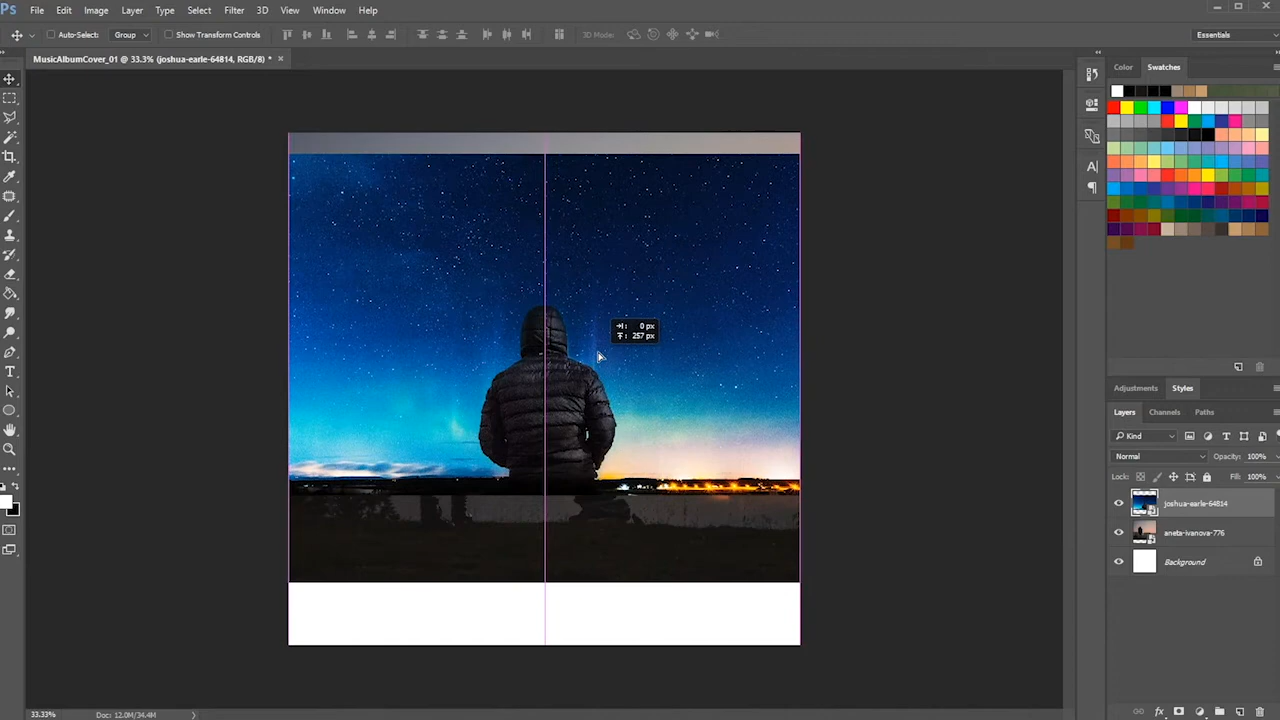 Ps File Edit Image Layer Type Select Filter 3D View Window Help
Auto-Select: Group Show Transform Controls 3D Mode: Essentials
MusicAlbumCover_01 @ 33.3% (joshua-earle-64814, RGB/8) * ×
Color Swatches
0 px
257 px
Adjustments Styles
Layers Channels Paths
Kind
Normal Opacity: 100%
Lock: Fill: 100%
joshua-earle-64814
aneta-ivanova-776
Background
33.33% Doc: 12.0M/34.4M